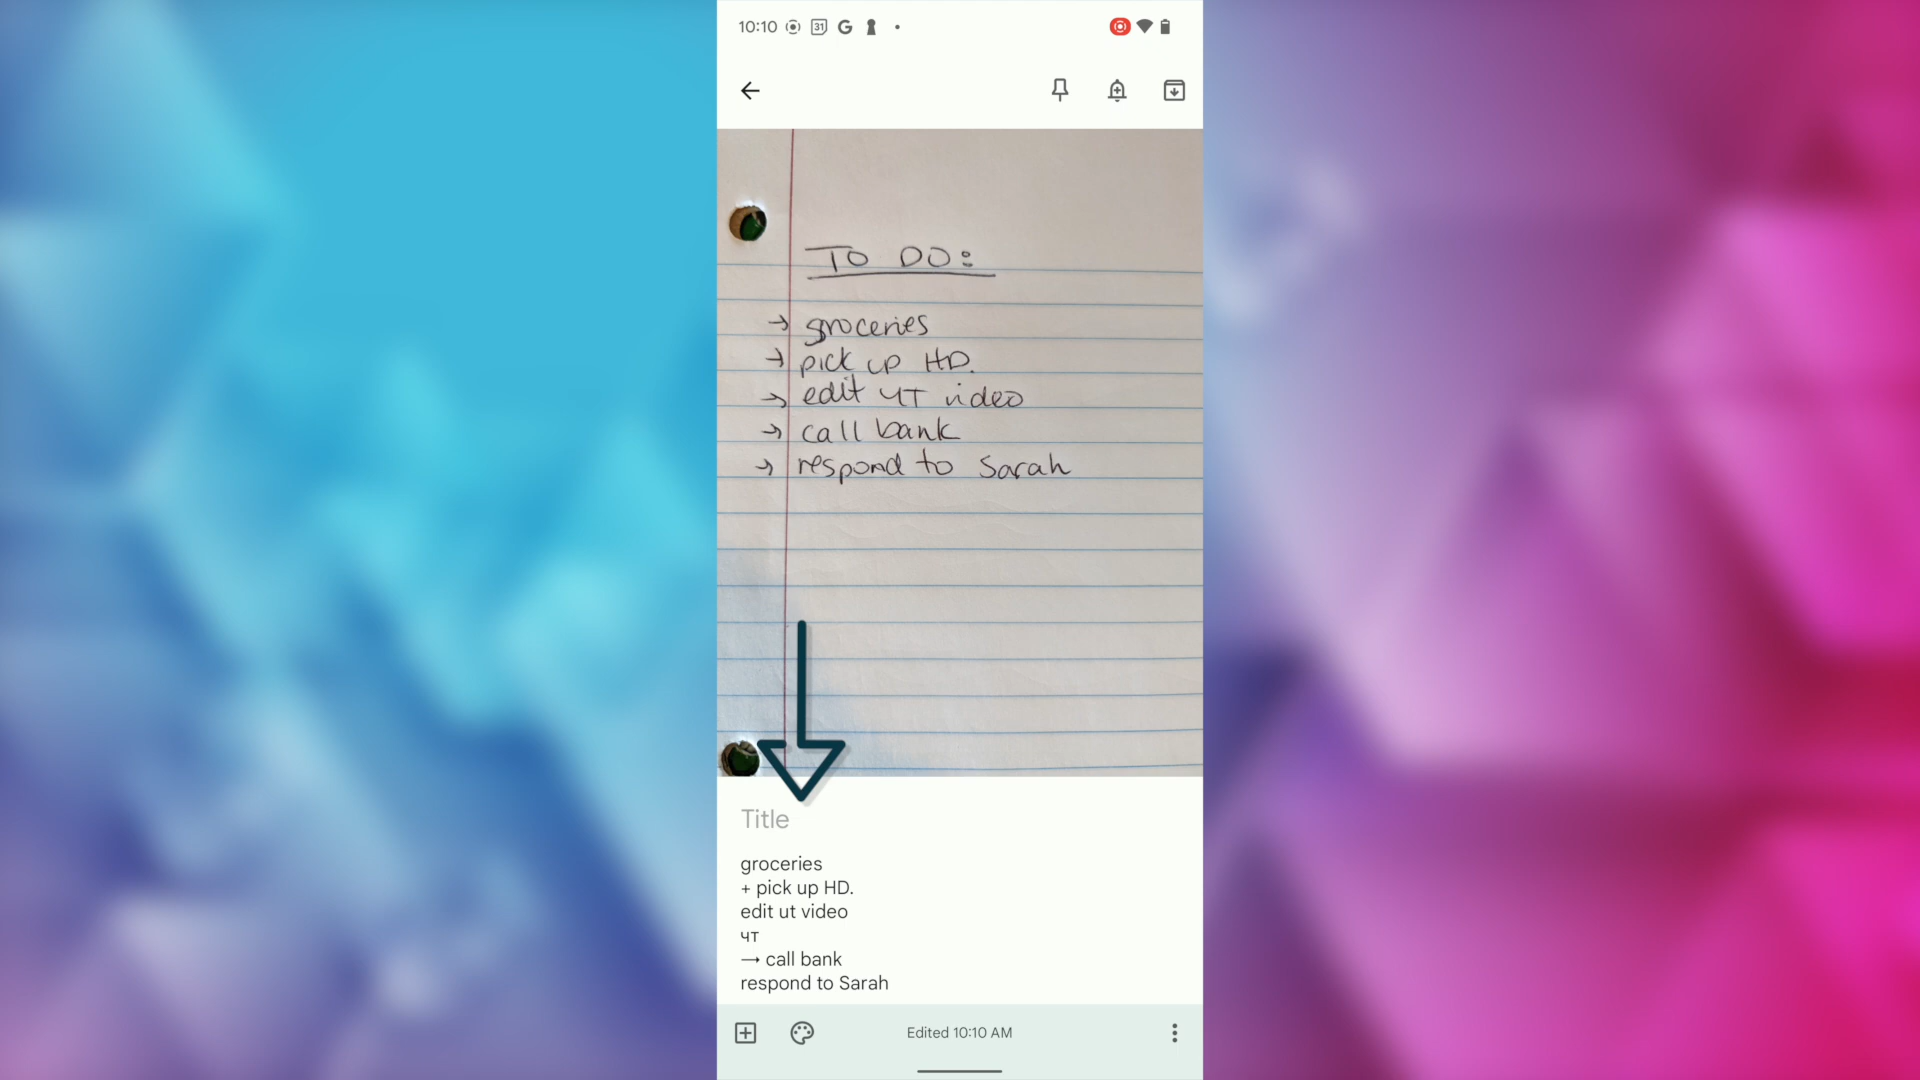 10:10
31
G
TO DO:
→ groceries
→ pick up HD.
→ edit YT video
→ call bank
→ respond to Sarah
Title
groceries
+ pick up HD.
edit ut video
чт
→ call bank
respond to Sarah
Edited 10:10 AM